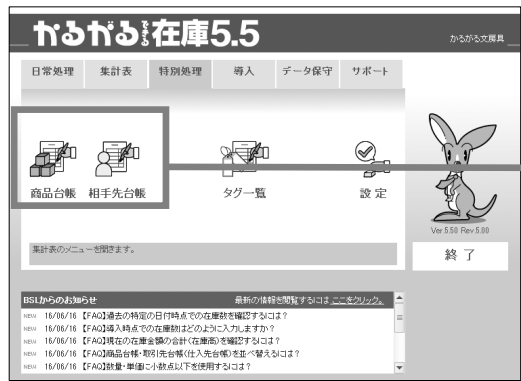 かるがるできる在庫5.5
かるがる文房具
日常処理 集計表 特別処理 導入 データ保守 サポート
商品台帳 相手先台帳 タグ一覧 設定
Ver 5.50 Rev 5.00
集計表のメニューを開きます。
終了
BSLからのお知らせ 最新の情報を閲覧するにはここをクリック。
NEW 16/06/16 【FAQ】過去の特定の日付時点での在庫数を確認するには？
NEW 16/06/16 【FAQ】導入時点での在庫数はどのように入力しますか？
NEW 16/06/16 【FAQ】現在の在庫金額の合計(在庫高)を確認するには？
NEW 16/06/16 【FAQ】商品台帳・取引先台帳(仕入先台帳)を並べ替えるには？
NEW 16/06/16 【FAQ】数量・単価に小数点以下を使用するには？